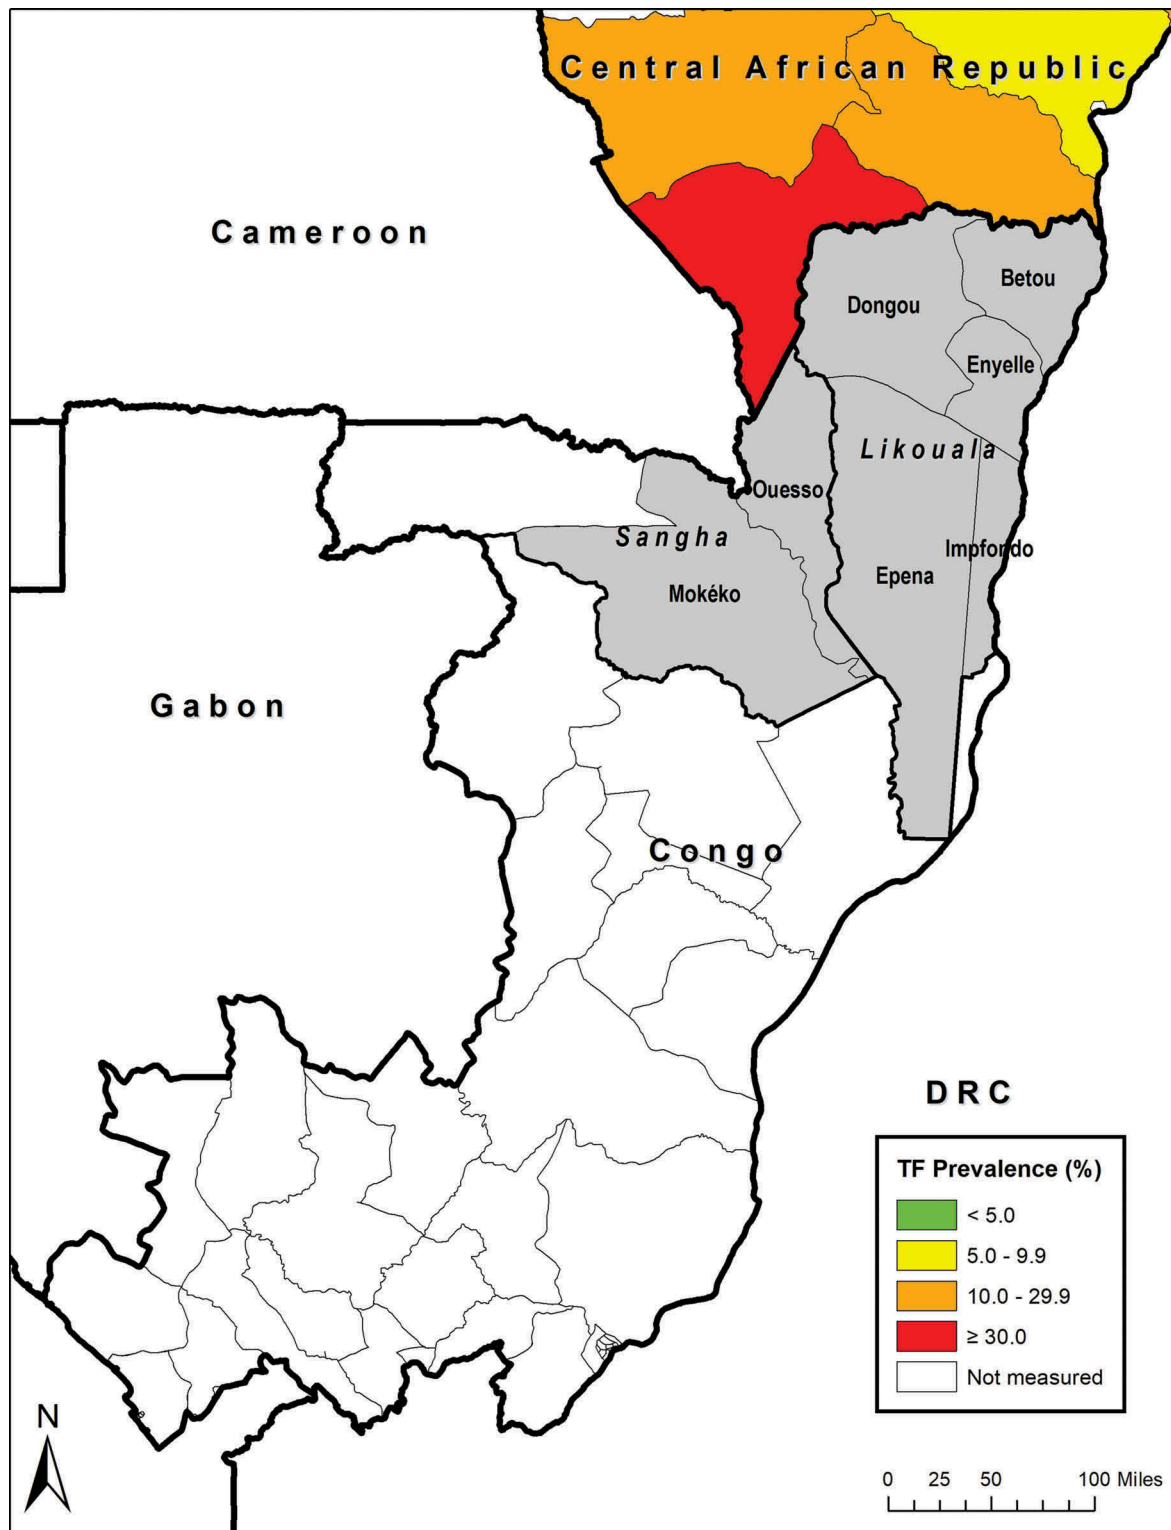 Central African Republic
Cameroon
Betou
Dongou
Enyelle
Likouala
Ouesso
Sangha
Impfondo
Epena
Mokéko
Gabon
Congo
DRC
TF Prevalence (%)
< 5.0
5.0 - 9.9
10.0 - 29.9
≥ 30.0
Not measured
N
0 25 50 100 Miles